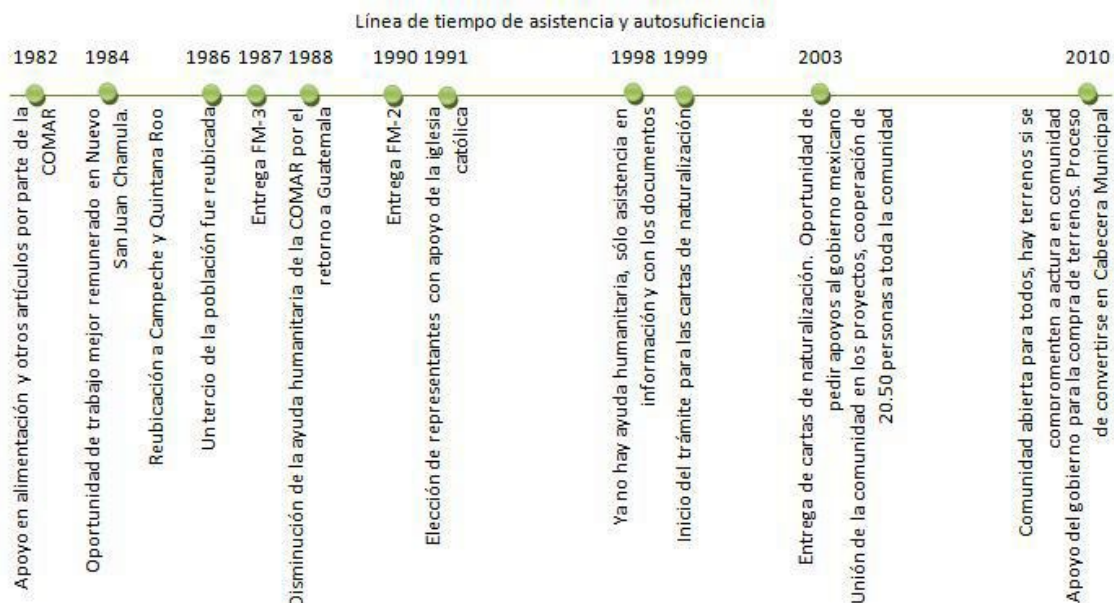 Línea de tiempo de asistencia y autosuficiencia
1982
1984
1986
1987
1988
1990
1991
1998
1999
2003
2010
Apoyo en alimentación y otros artículos por parte de la
COMAR
Oportunidad de trabajo mejor remunerado en Nuevo
San Juan Chamula.
Reubicación a Campeche y Quintana Roo
Un tercio de la población fue reubicada
Entrega FM-3
Disminución de la ayuda humanitaria de la COMAR por el
retorno a Guatemala
Entrega FM-2
Elección de representantes con apoyo de la iglesia
católica
Ya no hay ayuda humanitaria, sólo asistencia en
información y con los documentos
Inicio del trámite para las cartas de naturalización
Entrega de cartas de naturalización. Oportunidad de
pedir apoyos al gobierno mexicano
Unión de la comunidad en los proyectos, cooperación de
20.50 personas a toda la comunidad
Comunidad abierta para todos, hay terrenos si se
comoromenten a actura en comunidad
Apoyo del gobierno para la compra de terrenos. Proceso
de convertirse en Cabecera Municipal